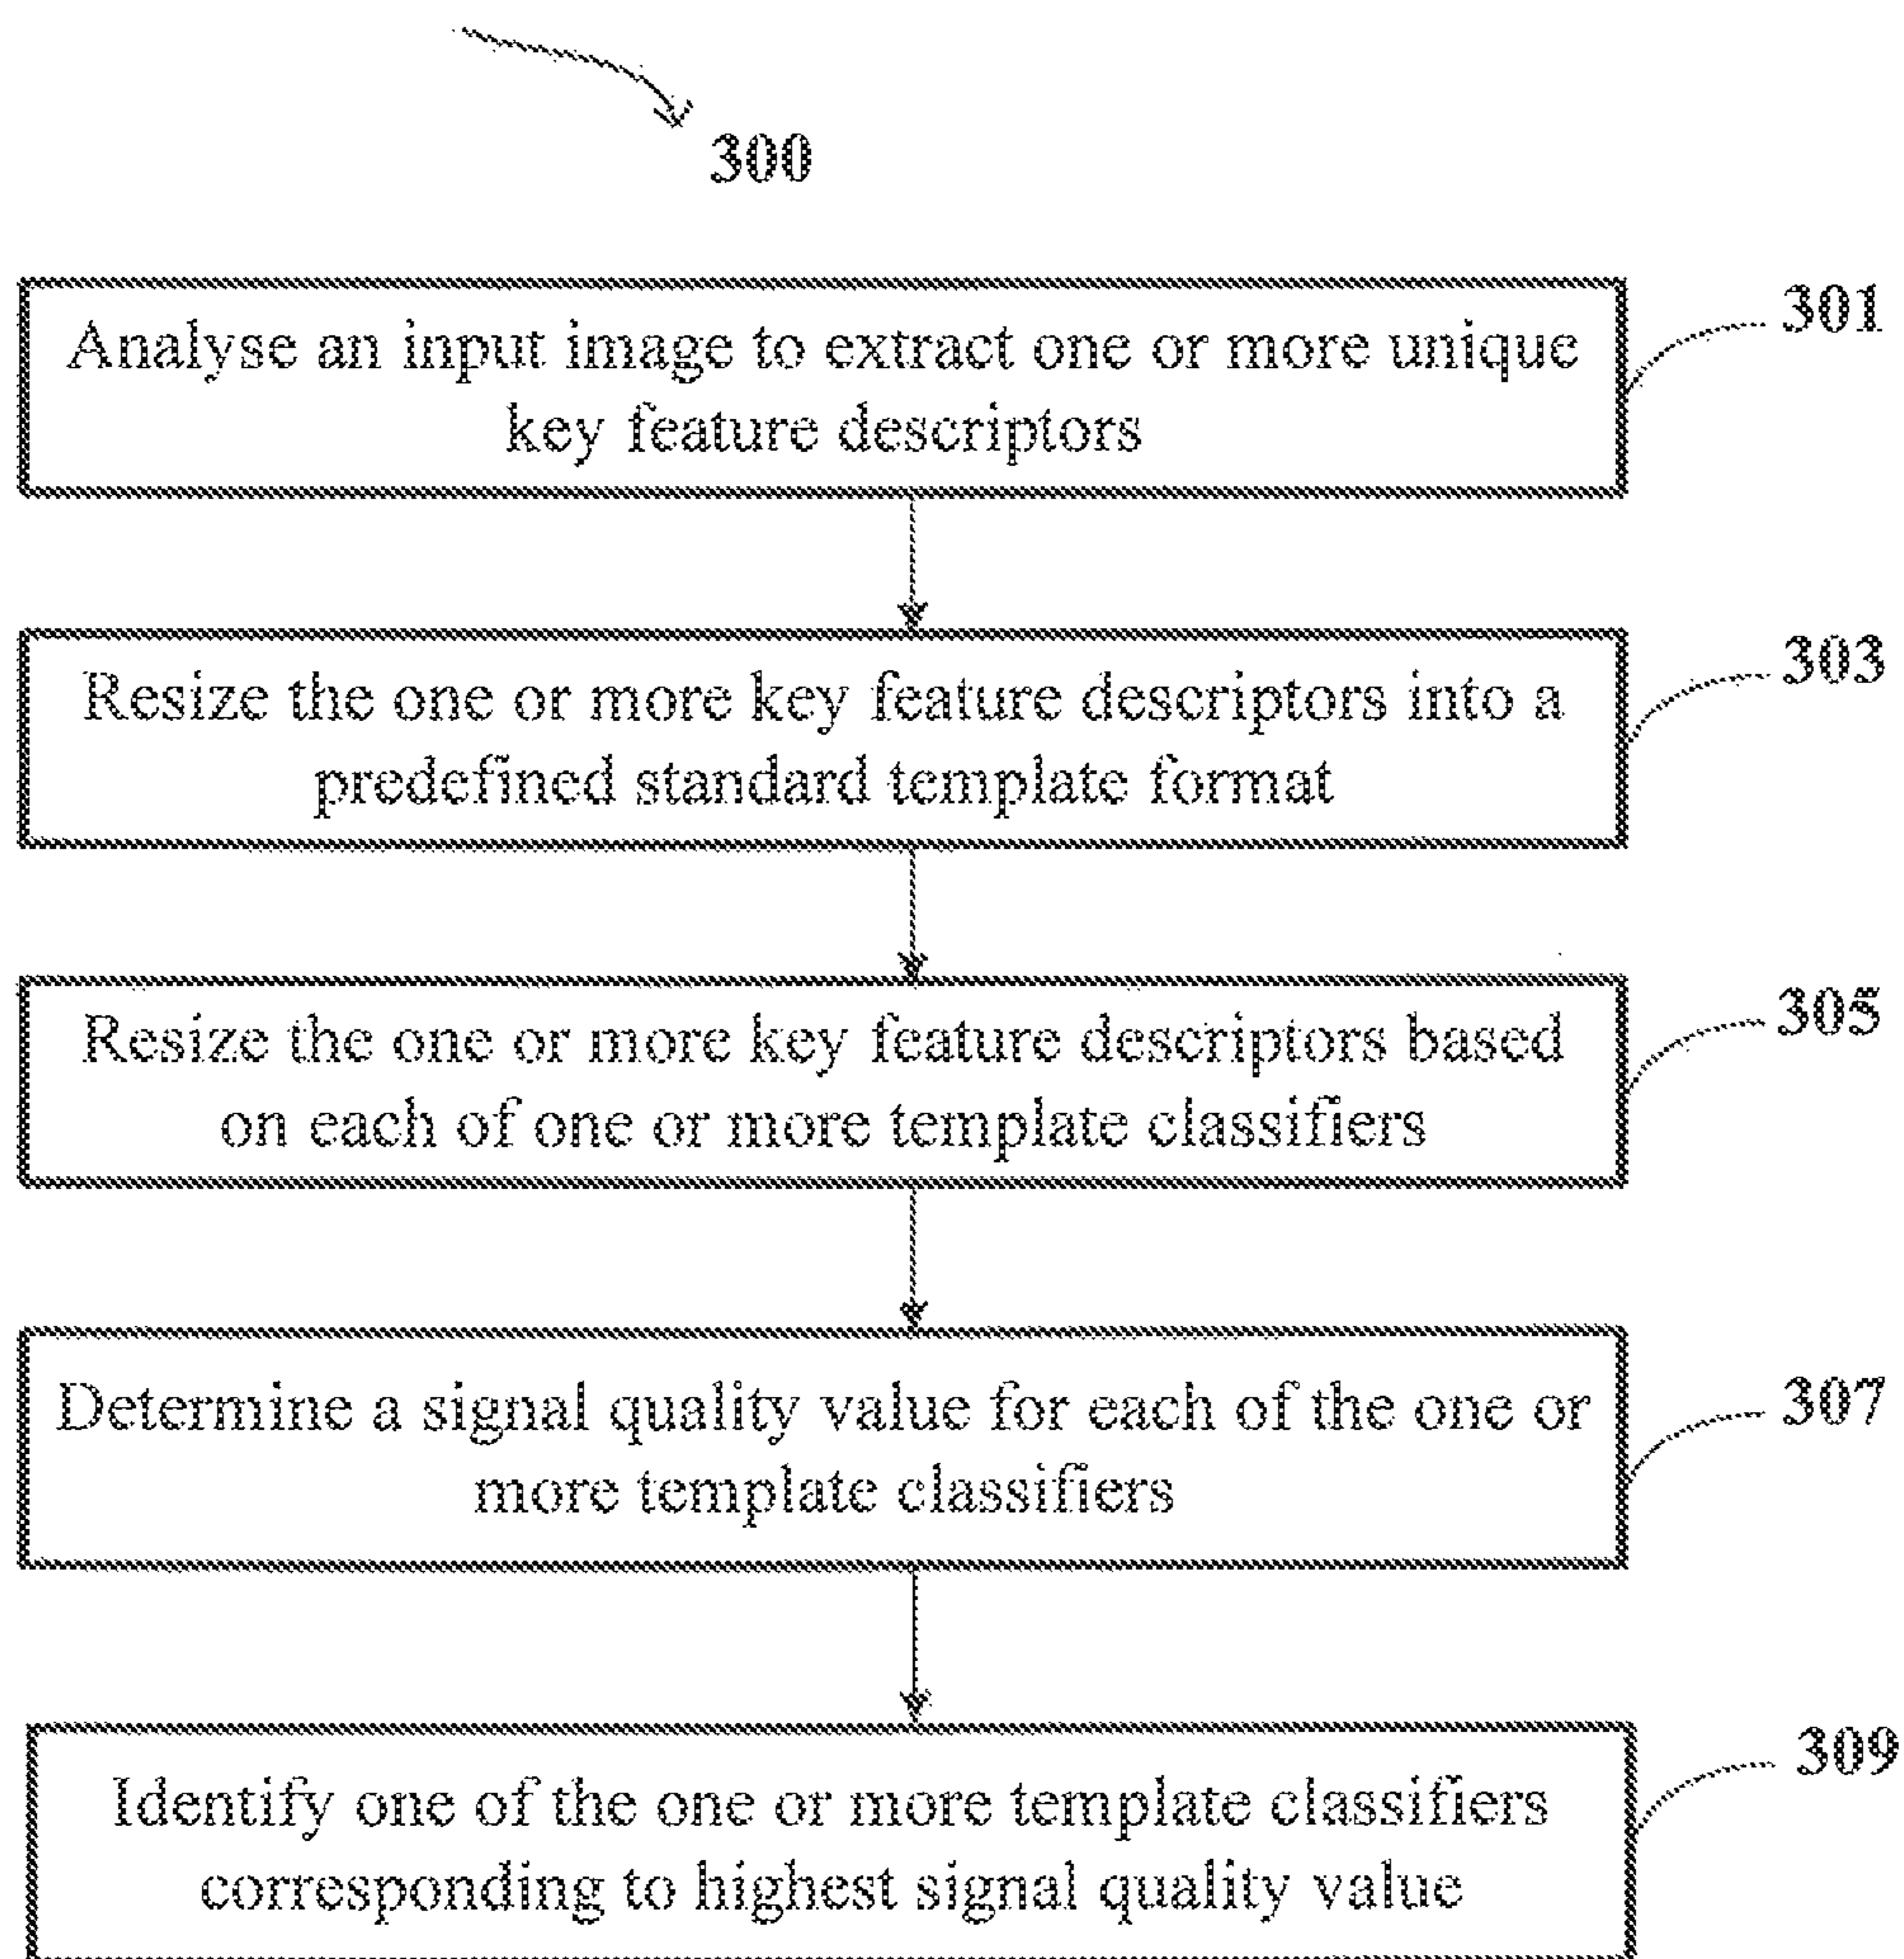 300
Analyse an input image to extract one or more unique
key feature descriptors
301
Resize the one or more key feature descriptors into a
predefined standard template format
303
Resize the one or more key feature descriptors based
on each of one or more template classifiers
305
Determine a signal quality value for each of the one or
more template classifiers
307
Identify one of the one or more template classifiers
corresponding to highest signal quality value
309